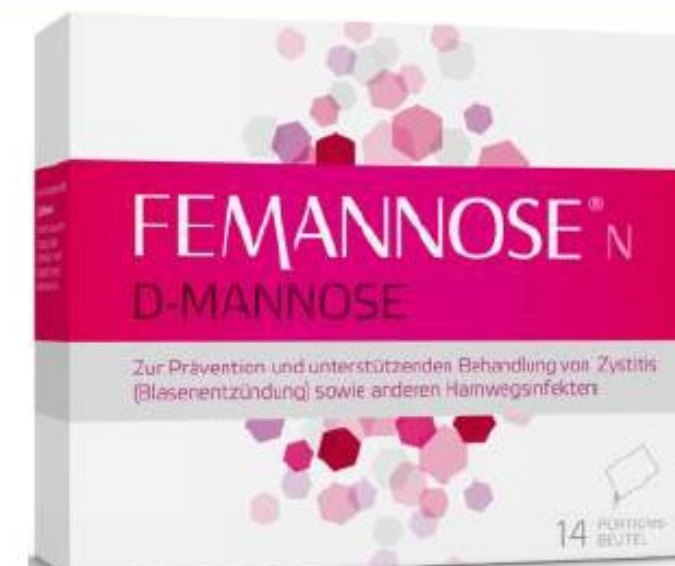 FEMANNOSE® N
D-MANNOSE
Zur Prävention und unterstützenden Behandlung von Zystitis
(Blasenentzündung) sowie anderen Harnwegsinfekten
14 PORTIONS-
BEUTEL